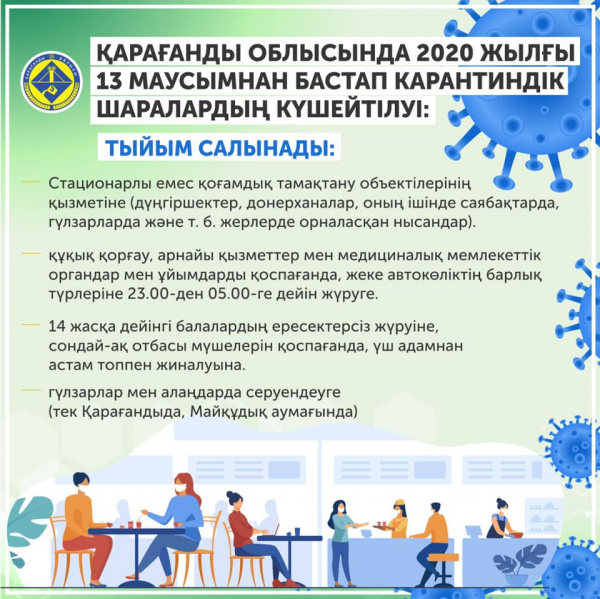 ҚАРАҒАНДЫ ОБЛЫСЫНДА 2020 ЖЫЛҒЫ
13 МАУСЫМНАН БАСТАП КАРАНТИНДІК
ШАРАЛАРДЫҢ КҮШЕЙТІЛУІ:
ТЫЙЫМ САЛЫНАДЫ:
— Стационарлы емес қоғамдық тамақтану объектілерінің
қызметіне (дүңгіршектер, донерханалар, оның ішінде саябақтарда,
гүлзарларда және т. б. жерлерде орналасқан нысандар).
— құқық қорғау, арнайы қызметтер мен медициналық мемлекеттік
органдар мен ұйымдарды қоспағанда, жеке автокөліктің барлық
түрлеріне 23.00-ден 05.00-ге дейін жүруге.
— 14 жасқа дейінгі балалардың ересектерсіз жүруіне,
сондай-ақ отбасы мүшелерін қоспағанда, үш адамнан
астам топпен жиналуына.
— гүлзарлар мен алаңдарда серуендеуге
(тек Қарағандыда, Майқұдық аумағында)